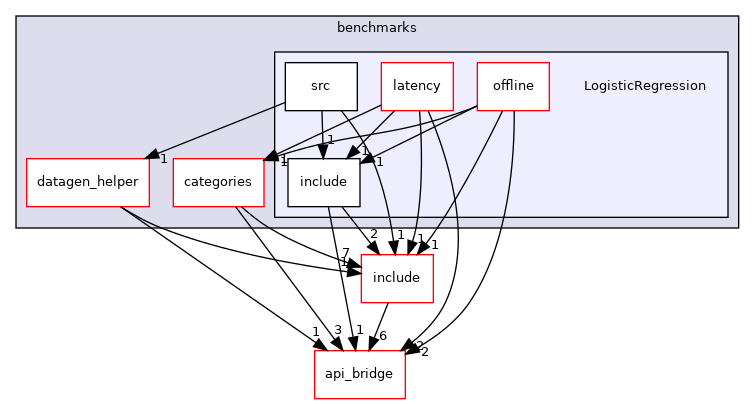 benchmarks
src
latency
offline
LogisticRegression
1
1
1
1
1
1
datagen_helper
categories
include
2
1
1
1
7
1
include
1
3
1
6
2
2
api_bridge